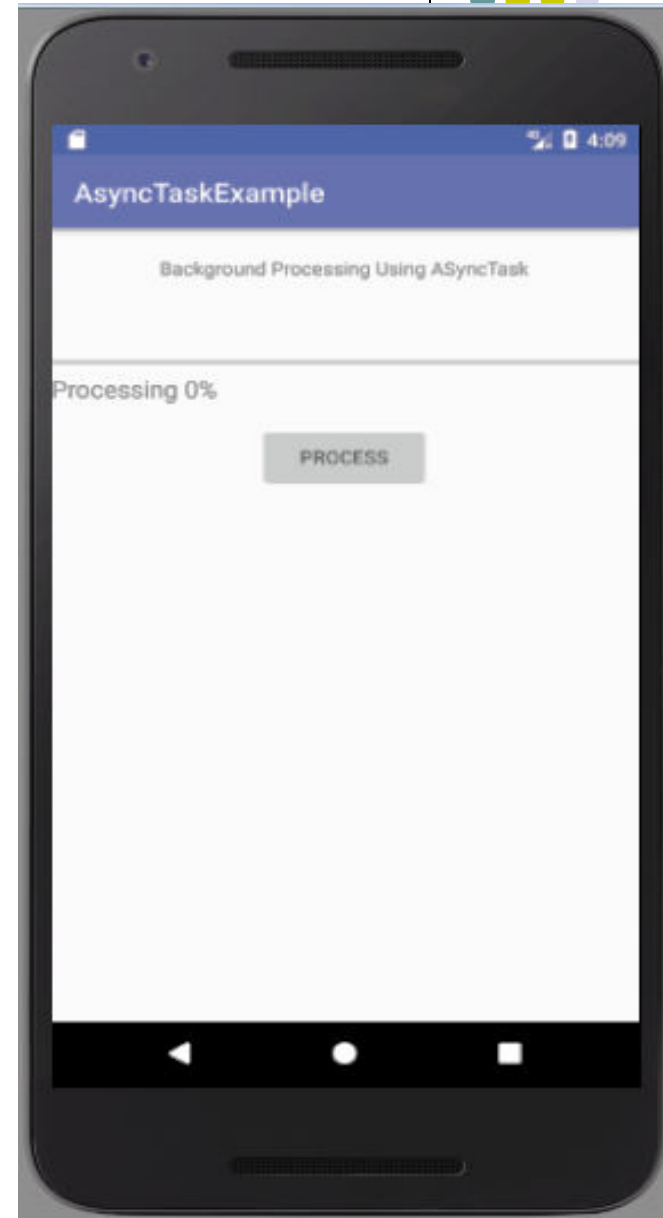 4:09
AsyncTaskExample
Background Processing Using ASyncTask
Processing 0%
PROCESS